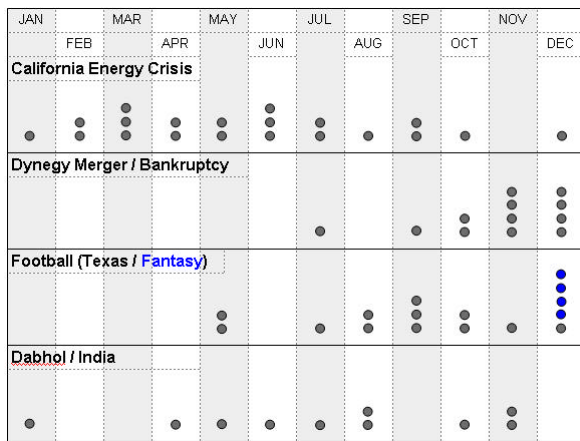 JAN MAR MAY JUL SEP NOV
FEB APR JUN AUG OCT DEC
California Energy Crisis
Dynegy Merger / Bankruptcy
Football (Texas / Fantasy)
Dabhol / India